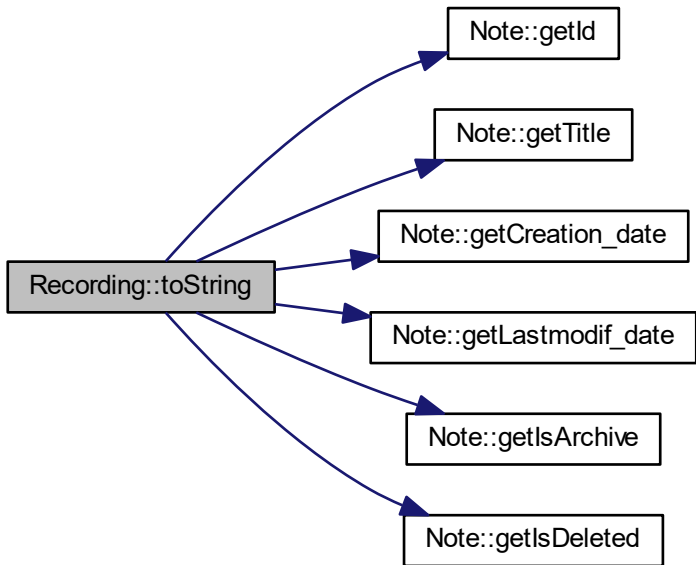 Note::getId
Note::getTitle
Note::getCreation_date
Recording::toString
Note::getLastmodif_date
Note::getIsArchive
Note::getIsDeleted